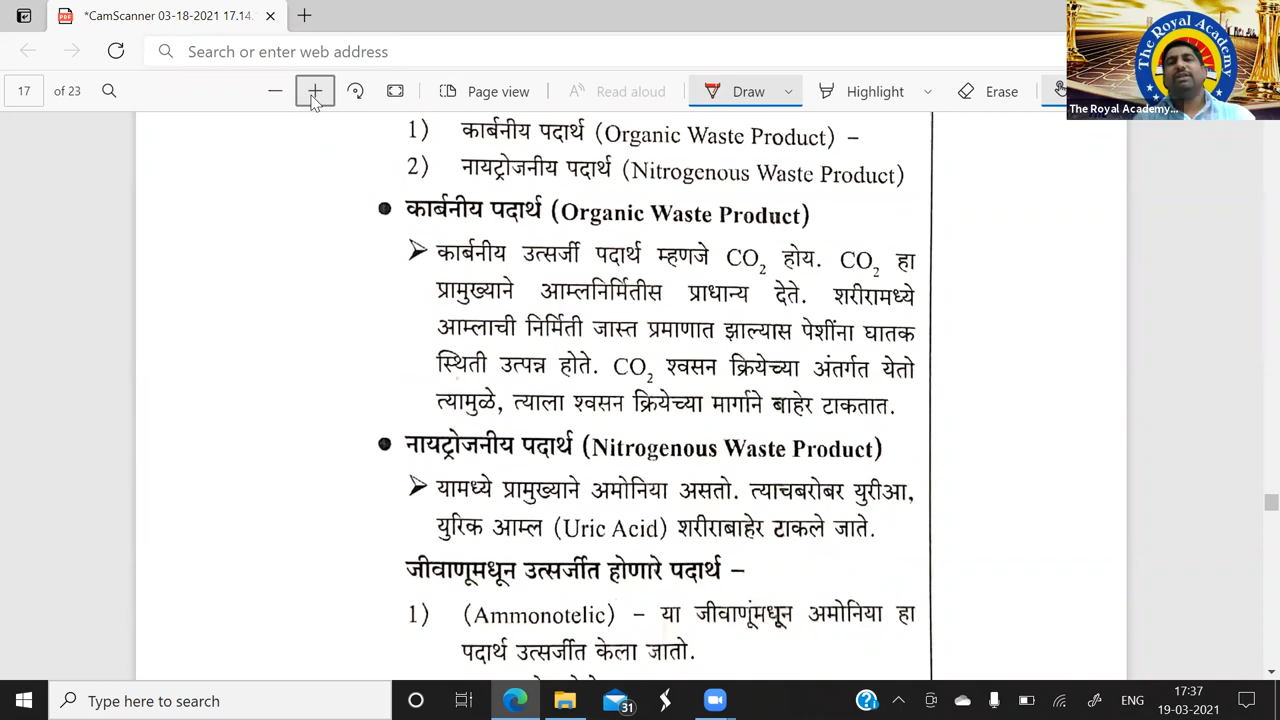 *CamScanner 03-18-2021 17.14.
Search or enter web address
17 of 23
Page view
Read aloud
Draw
Highlight
Erase
The Royal Academy
The Royal Academy...
1) कार्बनीय पदार्थ (Organic Waste Product) –
2) नायट्रोजनीय पदार्थ (Nitrogenous Waste Product)
● कार्बनीय पदार्थ (Organic Waste Product)
➢ कार्बनीय उत्सर्जी पदार्थ म्हणजे CO₂ होय. CO₂ हा
प्रामुख्याने आम्लनिर्मितीस प्राधान्य देते. शरीरामध्ये
आम्लाची निर्मिती जास्त प्रमाणात झाल्यास पेशींना घातक
स्थिती उत्पन्न होते. CO₂ श्वसन क्रियेच्या अंतर्गत येतो
त्यामुळे, त्याला श्वसन क्रियेच्या मार्गाने बाहेर टाकतात.
● नायट्रोजनीय पदार्थ (Nitrogenous Waste Product)
➢ यामध्ये प्रामुख्याने अमोनिया असतो. त्याचबरोबर युरीआ,
युरिक आम्ल (Uric Acid) शरीराबाहेर टाकले जाते.
जीवाणूमधून उत्सर्जीत होणारे पदार्थ –
1) (Ammonotelic) – या जीवाणूंमधून अमोनिया हा
पदार्थ उत्सर्जीत केला जातो.
Type here to search
31
ENG
17:37
19-03-2021